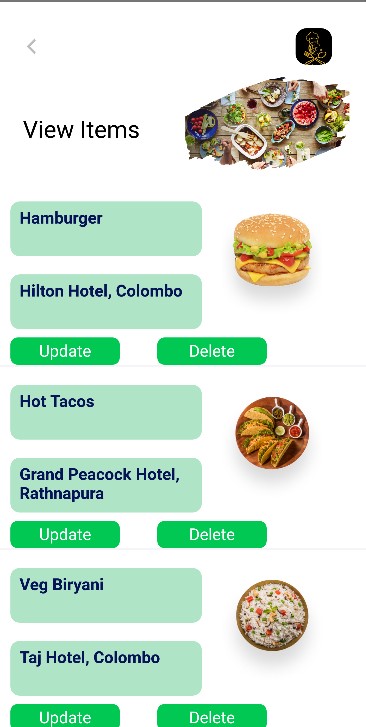 View Items
Hamburger
Hilton Hotel, Colombo
Update
Delete
Hot Tacos
Grand Peacock Hotel,
Rathnapura
Update
Delete
Veg Biryani
Taj Hotel, Colombo
Update
Delete